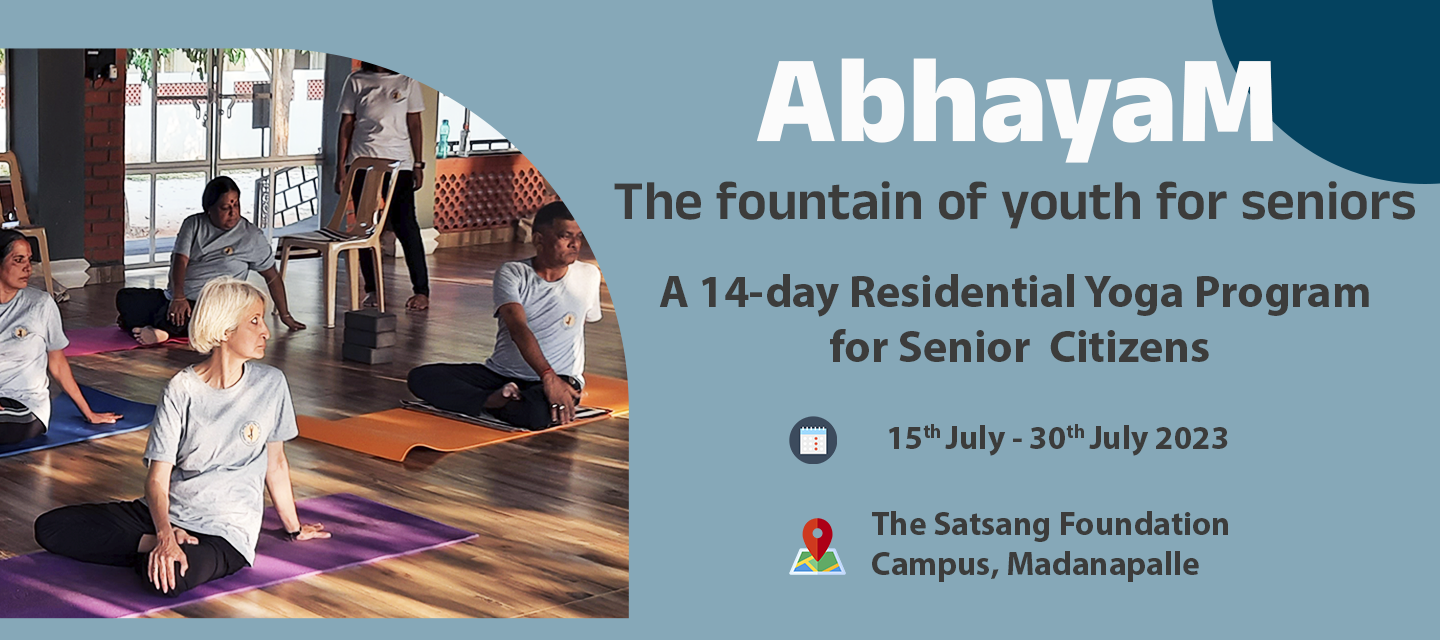 AbhayaM
The fountain of youth for seniors
A 14-day Residential Yoga Program
for Senior Citizens
15th July - 30th July 2023
The Satsang Foundation
Campus, Madanapalle